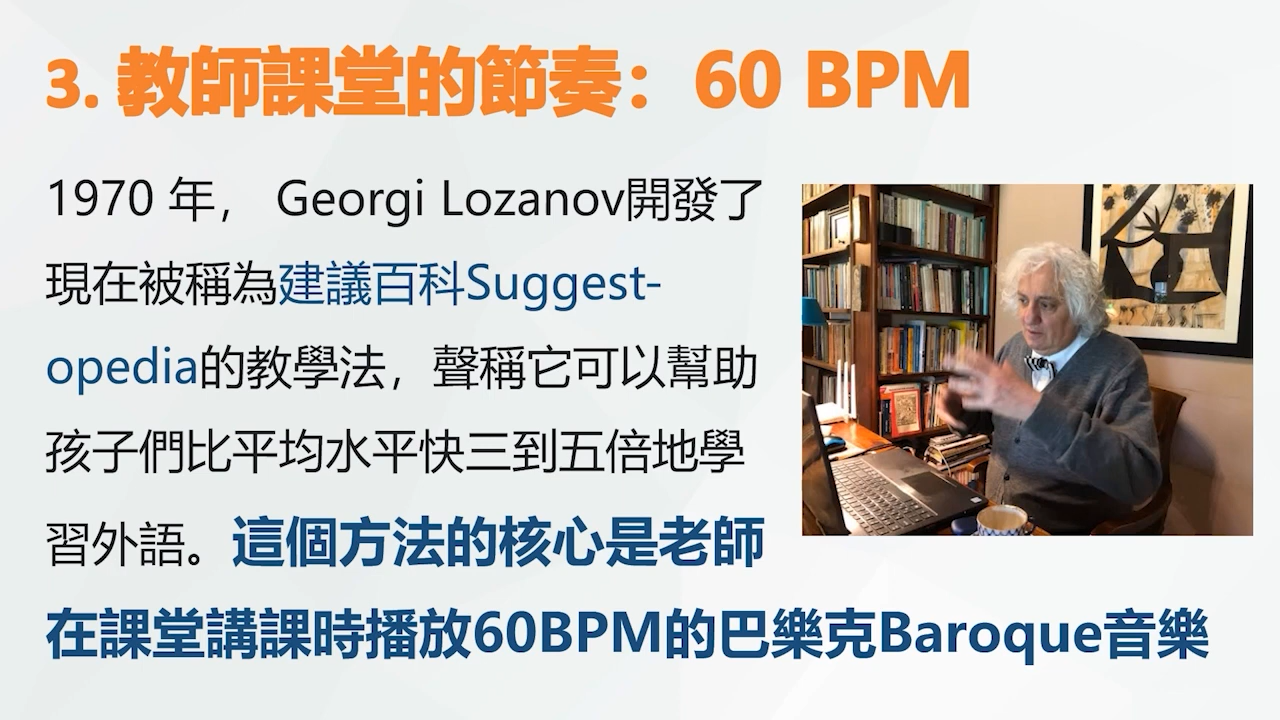 3. 教師課堂的節奏：60 BPM
1970 年， Georgi Lozanov開發了
現在被稱為建議百科Suggest-
opedia的教學法，聲稱它可以幫助
孩子們比平均水平快三到五倍地學
習外語。這個方法的核心是老師
在課堂講課時播放60BPM的巴樂克Baroque音樂